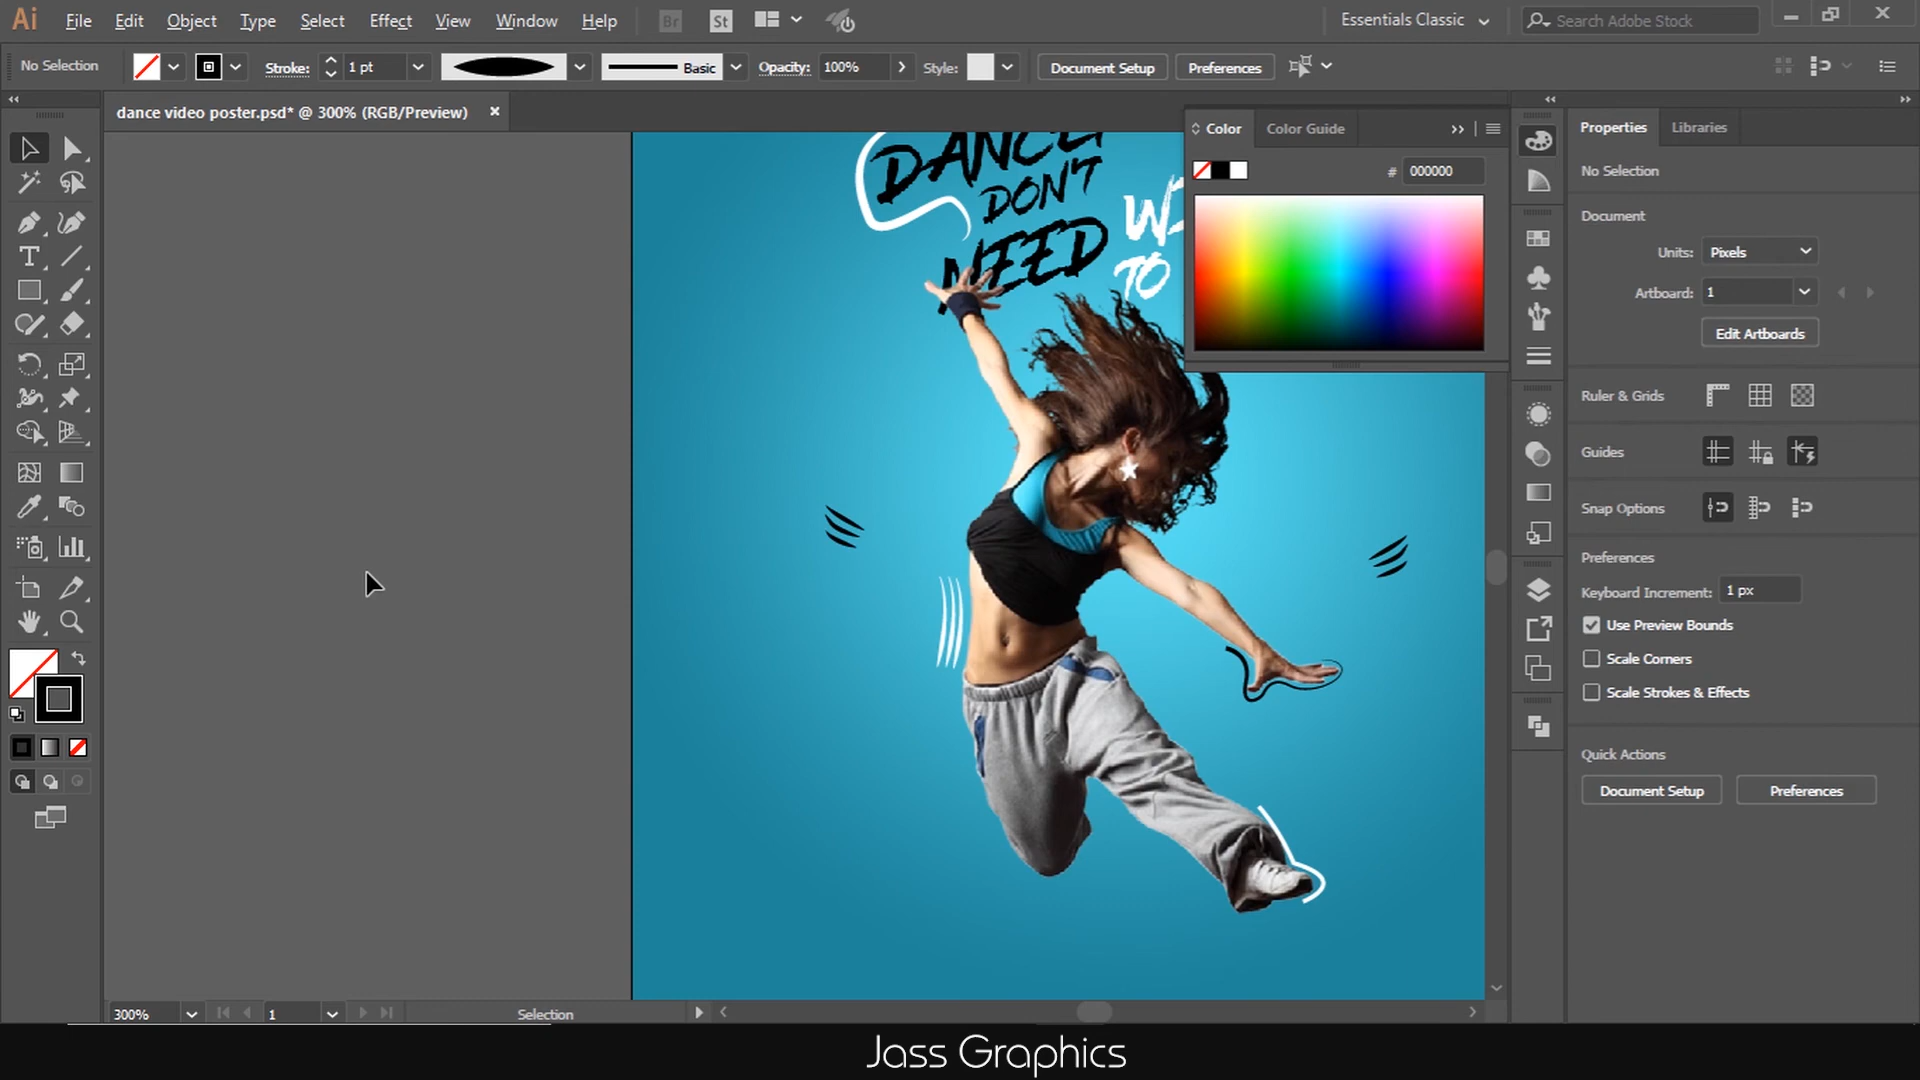 Ai File Edit Object Type Select Effect View Window Help Br St Essentials Classic Search Adobe Stock
No Selection Stroke: 1 pt Basic Opacity: 100% Style: Document Setup Preferences
dance video poster.psd* @ 300% (RGB/Preview)
Color Color Guide
# 000000
Properties Libraries
No Selection
Document
Units: Pixels
Artboard: 1
Edit Artboards
Ruler & Grids
Guides
Snap Options
Preferences
Keyboard Increment: 1 px
Use Preview Bounds
Scale Corners
Scale Strokes & Effects
Quick Actions
Document Setup Preferences
DON'T
NEED
TO
300% 1 Selection
Jass Graphics